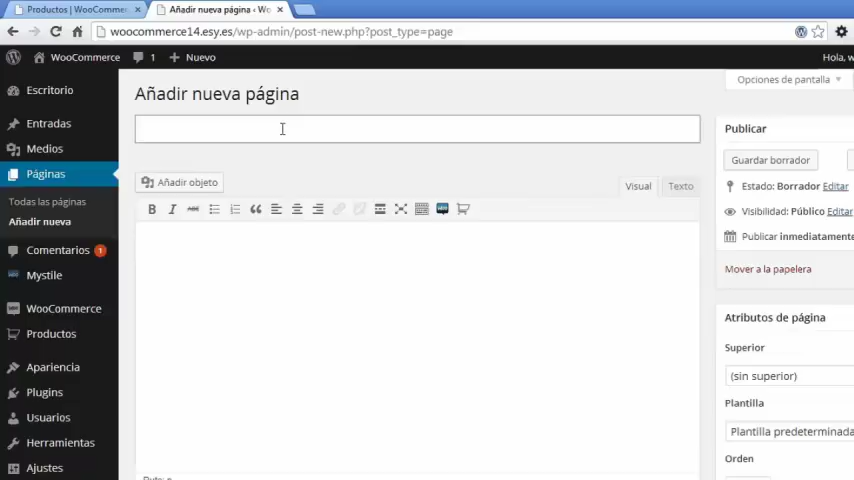 Productos | WooCommerc
Añadir nueva página ‹ Wo
woocommerce14.esy.es/wp-admin/post-new.php?post_type=page
WooCommerce
1
Nuevo
Hola, w
Escritorio
Entradas
Medios
Páginas
Todas las páginas
Añadir nueva
Comentarios 1
Mystile
WooCommerce
Productos
Apariencia
Plugins
Usuarios
Herramientas
Ajustes
Opciones de pantalla
Añadir nueva página
Añadir objeto
Visual
Texto
B I ABC
Publicar
Guardar borrador
Estado: Borrador Editar
Visibilidad: Público Editar
Publicar inmediatamente
Mover a la papelera
Atributos de página
Superior
(sin superior)
Plantilla
Plantilla predeterminada
Orden